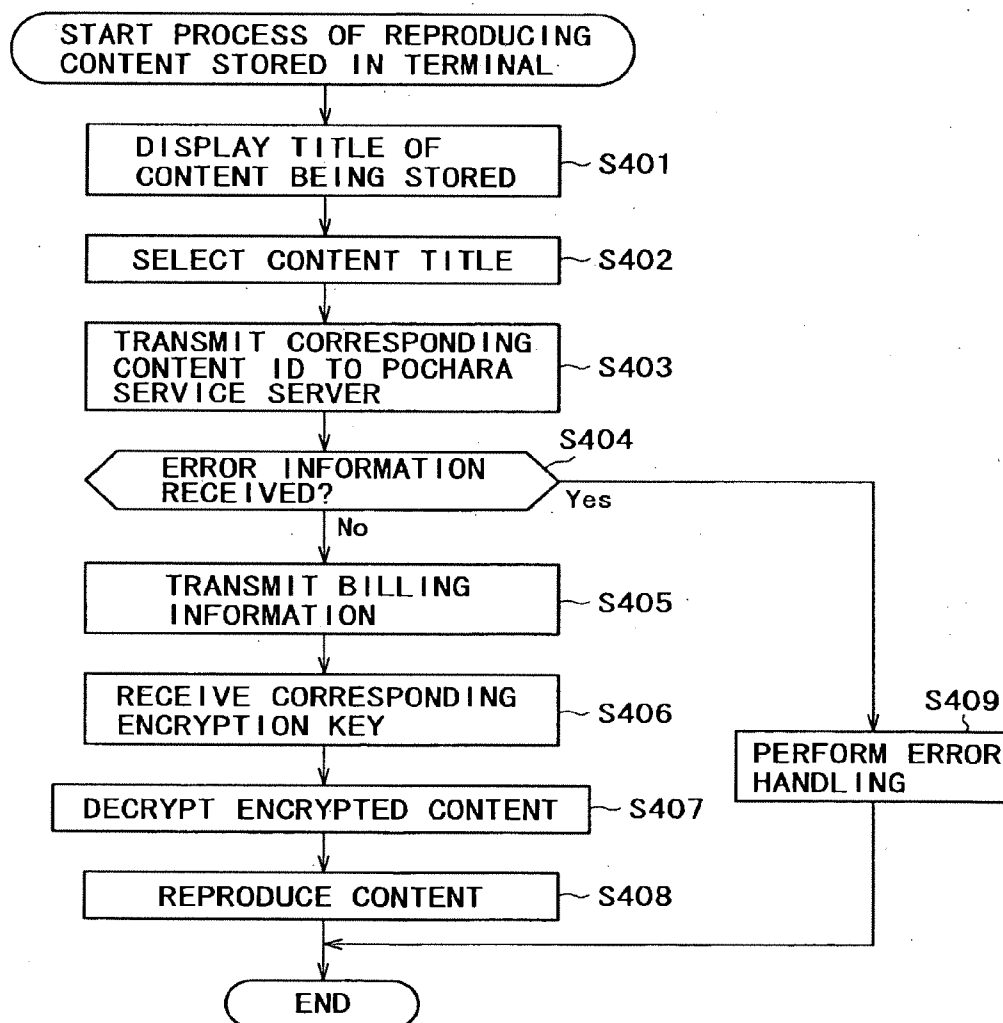 START PROCESS OF REPRODUCING
CONTENT STORED IN TERMINAL
DISPLAY TITLE OF
CONTENT BEING STORED
S401
SELECT CONTENT TITLE
S402
TRANSMIT CORRESPONDING
CONTENT ID TO POCHARA
SERVICE SERVER
S403
S404
ERROR INFORMATION
RECEIVED?
Yes
No
TRANSMIT BILLING
INFORMATION
S405
RECEIVE CORRESPONDING
ENCRYPTION KEY
S406
S409
PERFORM ERROR
HANDLING
DECRYPT ENCRYPTED CONTENT
S407
REPRODUCE CONTENT
S408
END